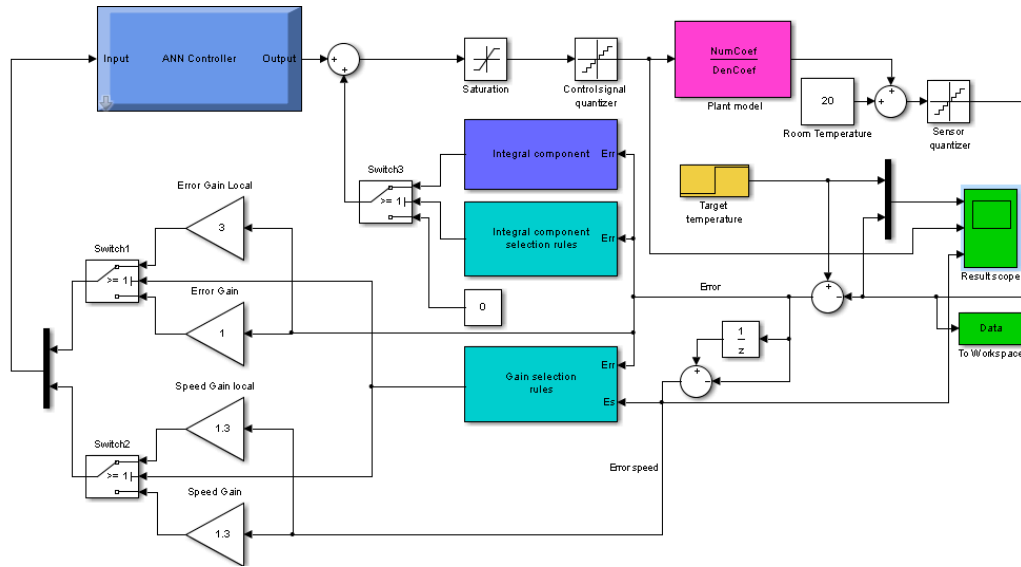 Input
ANN Controller
Output
+
+
Saturation
Control signal
quantizer
NumCoef
DenCoef
Plant model
20
Room Temperature
+
+
Sensor
quantizer
Integral component
Err
Switch3
>= 1
Integral component
selection rules
Err
0
Target
temperature
Results scope
Data
To Workspace
Error Gain Local
3
Switch1
>= 1
Error Gain
1
Error
+
-
1
z
+
-
Gain selection
rules
Err
Es
Speed Gain local
1.3
Switch2
>= 1
Speed Gain
1.3
Error speed